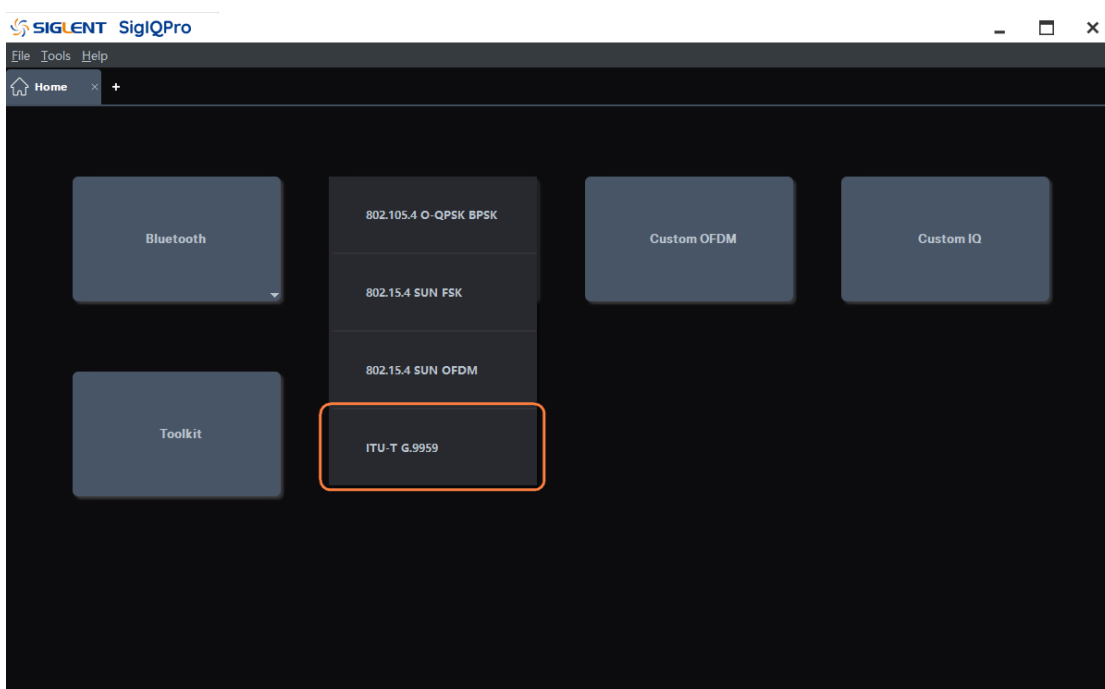 SIGLENT SigIQPro
File Tools Help
Home × +
Bluetooth
802.105.4 O-QPSK BPSK
802.15.4 SUN FSK
802.15.4 SUN OFDM
ITU-T G.9959
Custom OFDM
Custom IQ
Toolkit